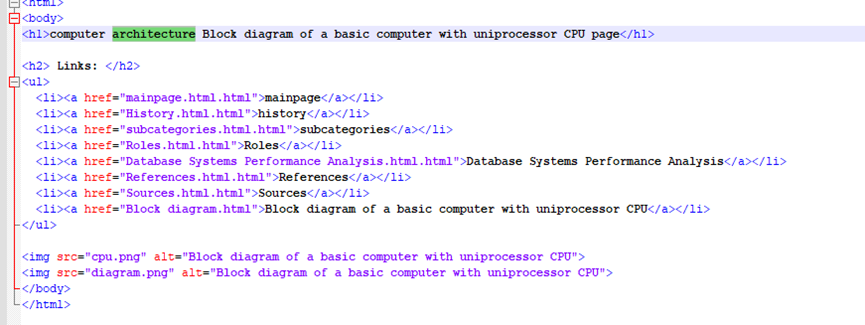 <html>
<body>
<h1>computer architecture Block diagram of a basic computer with uniprocessor CPU page</h1>
<h2> Links: </h2>
<ul>
<li><a href="mainpage.html.html">mainpage</a></li>
<li><a href="History.html.html">history</a></li>
<li><a href="subcategories.html.html">subcategories</a></li>
<li><a href="Roles.html.html">Roles</a></li>
<li><a href="Database Systems Performance Analysis.html.html">Database Systems Performance Analysis</a></li>
<li><a href="References.html.html">References</a></li>
<li><a href="Sources.html.html">Sources</a></li>
<li><a href="Block diagram.html">Block diagram of a basic computer with uniprocessor CPU</a></li>
</ul>
<img src="cpu.png" alt="Block diagram of a basic computer with uniprocessor CPU">
<img src="diagram.png" alt="Block diagram of a basic computer with uniprocessor CPU">
</body>
</html>